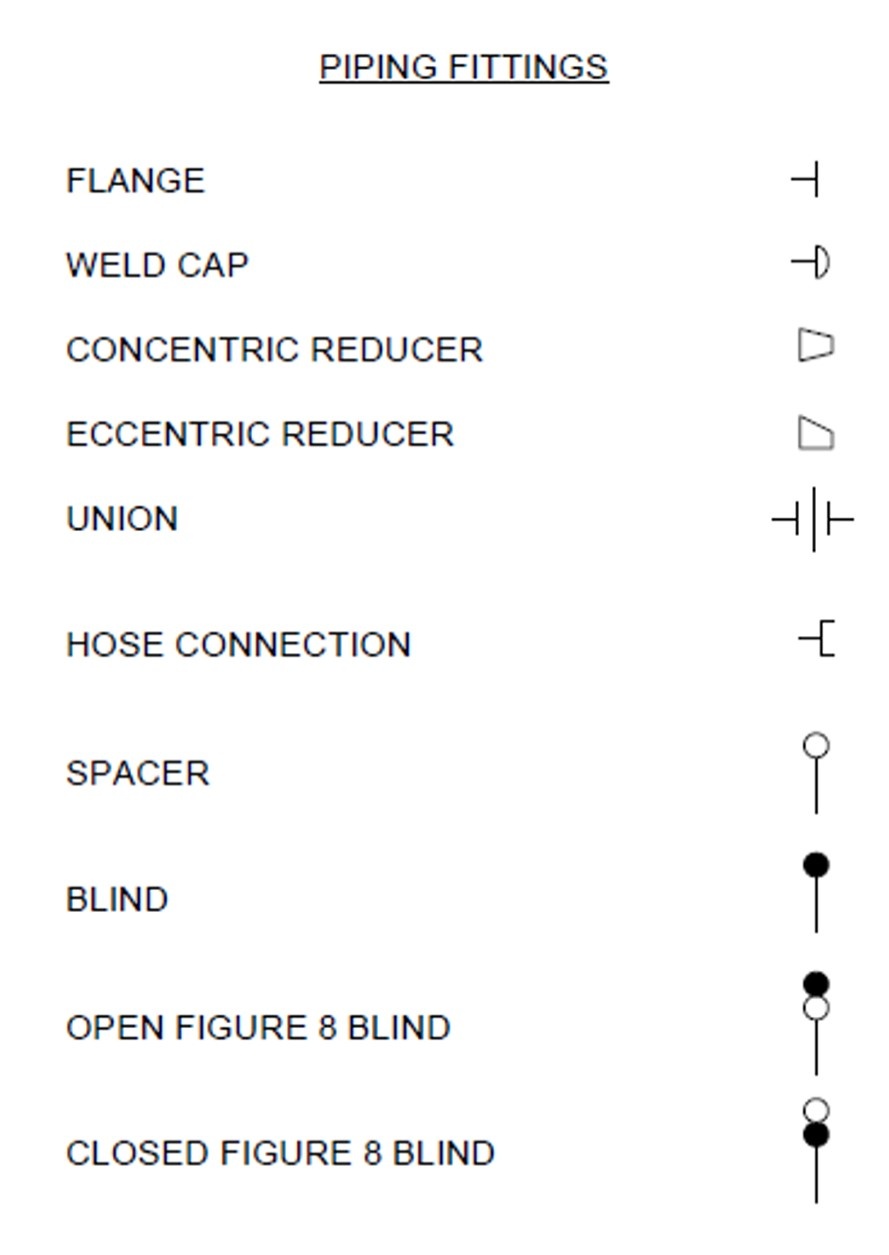 PIPING FITTINGS
FLANGE
WELD CAP
CONCENTRIC REDUCER
ECCENTRIC REDUCER
UNION
HOSE CONNECTION
SPACER
BLIND
OPEN FIGURE 8 BLIND
CLOSED FIGURE 8 BLIND